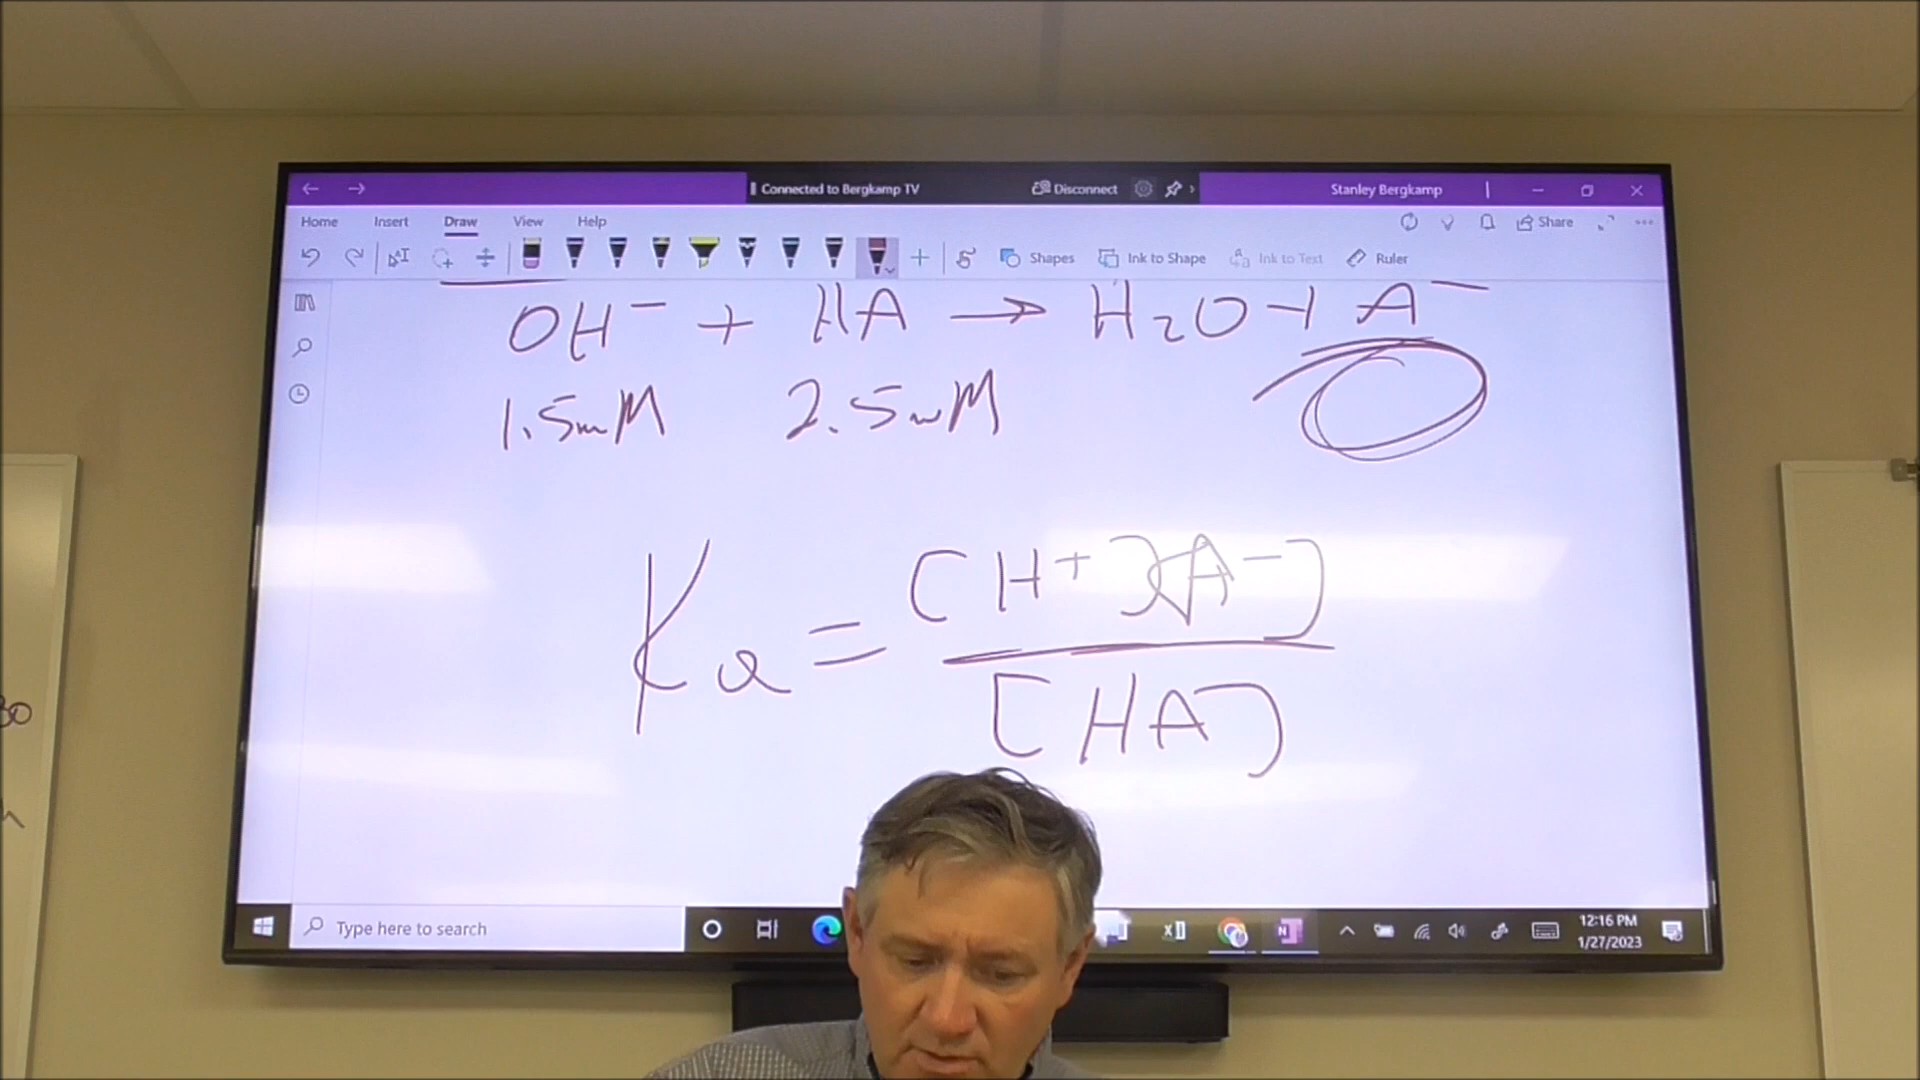 Connected to Bergkamp TV Disconnect Stanley Bergkamp
Home Insert Draw View Help Share
Shapes Ink to Shape Ink to Text Ruler
OH⁻ + HA → H₂O + A⁻
1.5mM 2.5mM
Ka = [H⁺][A⁻]
[HA]
Type here to search
12:16 PM
1/27/2023